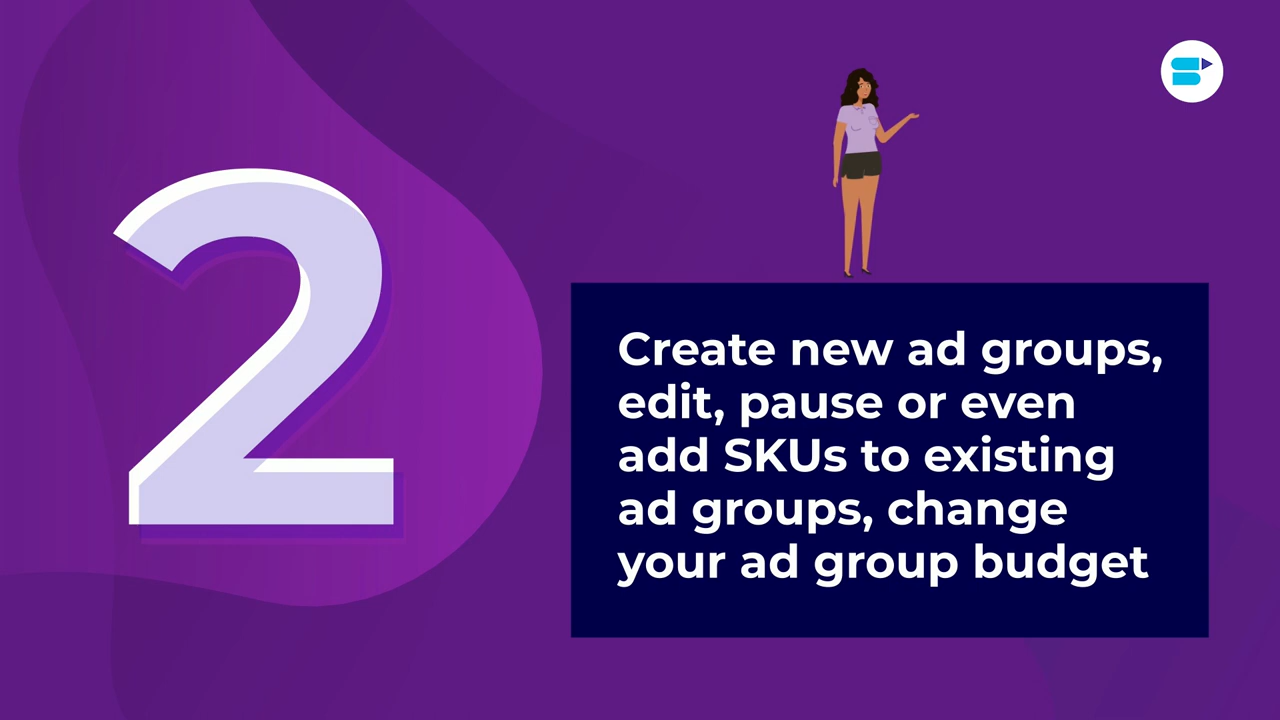 2
Create new ad groups,
edit, pause or even
add SKUs to existing
ad groups, change
your ad group budget